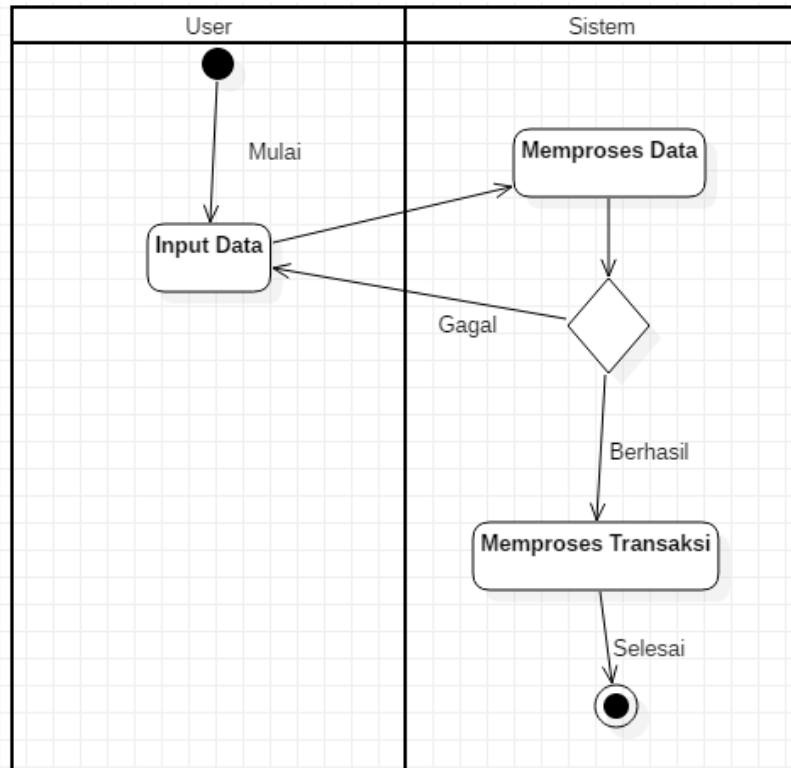 User
Sistem
Mulai
Memproses Data
Input Data
Gagal
Berhasil
Memproses Transaksi
Selesai